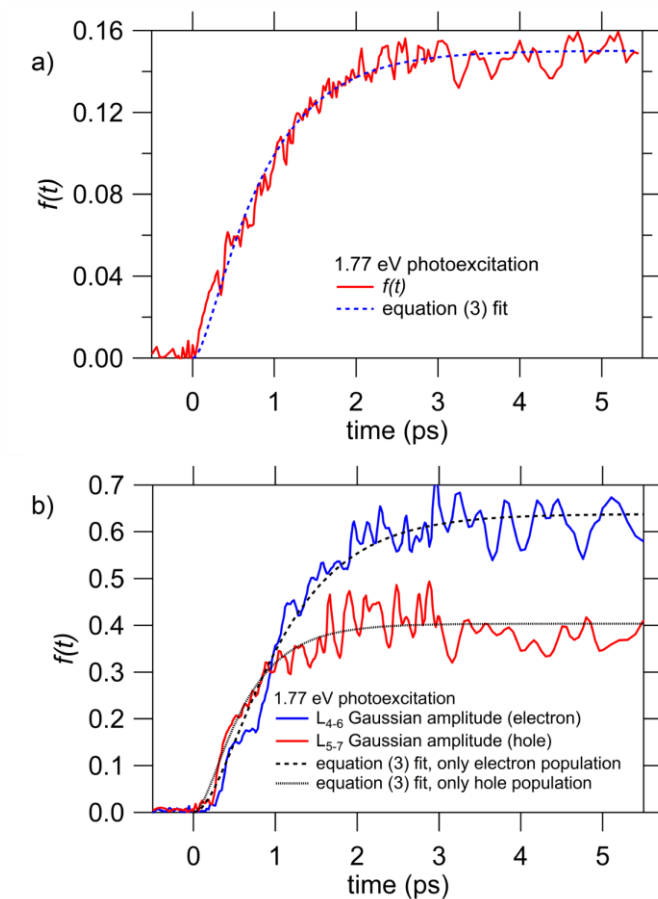 a)
0.16
0.12
0.08
0.04
0.00
f(t)
1.77 eV photoexcitation
f(t)
equation (3) fit
0 1 2 3 4 5
time (ps)
b)
0.7
0.6
0.5
0.4
0.3
0.2
0.1
0.0
f(t)
1.77 eV photoexcitation
L4-6 Gaussian amplitude (electron)
L5-7 Gaussian amplitude (hole)
equation (3) fit, only electron population
equation (3) fit, only hole population
0 1 2 3 4 5
time (ps)